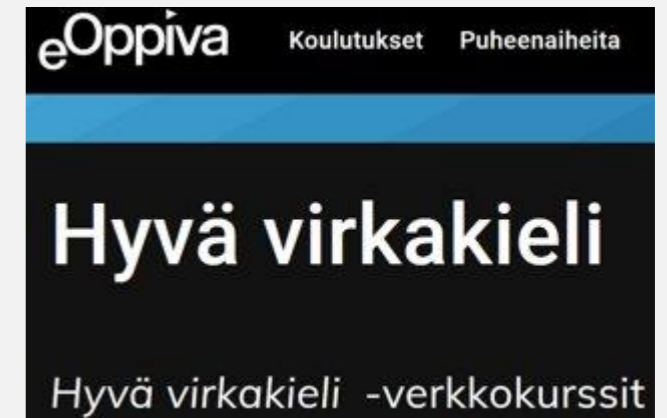 eOppiva Koulutukset Puheenaiheita
Hyvä virkakieli
Hyvä virkakieli -verkkokurssit